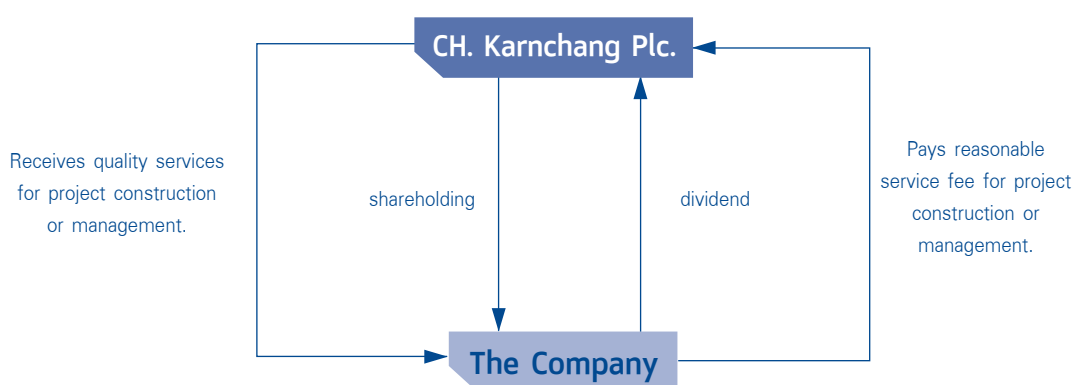 CH. Karnchang Plc.
Receives quality services
for project construction
or management.
shareholding
dividend
Pays reasonable
service fee for project
construction or
management.
The Company